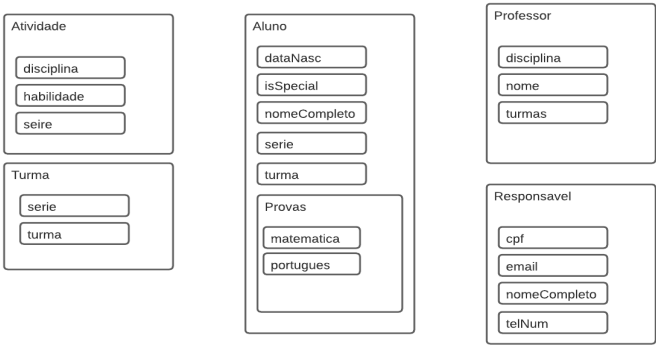 Atividade
disciplina
habilidade
seire
Turma
serie
turma
Aluno
dataNasc
isSpecial
nomeCompleto
serie
turma
Provas
matematica
portugues
Professor
disciplina
nome
turmas
Responsavel
cpf
email
nomeCompleto
telNum